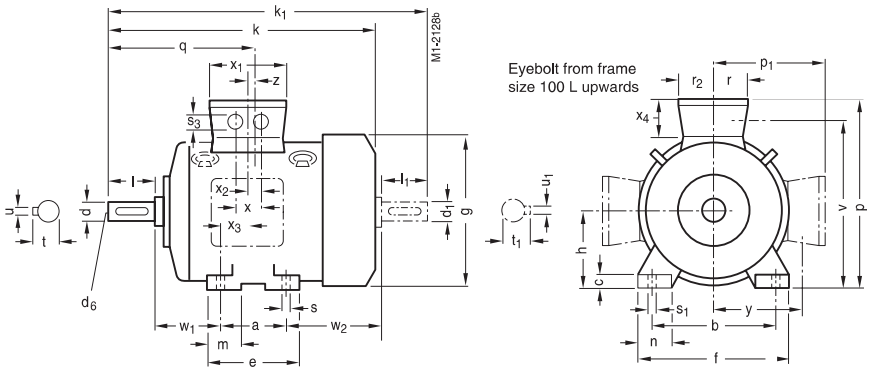 k1
k
q
x1
z
M1-2128b
s3
x2
x
x3
l
l1
u
d
t
d6
d1
g
s
w1
a
w2
m
e
Eyebolt from frame
size 100 L upwards
p1
r2
r
x4
u1
t1
h
c
v
p
s1
b
y
n
f